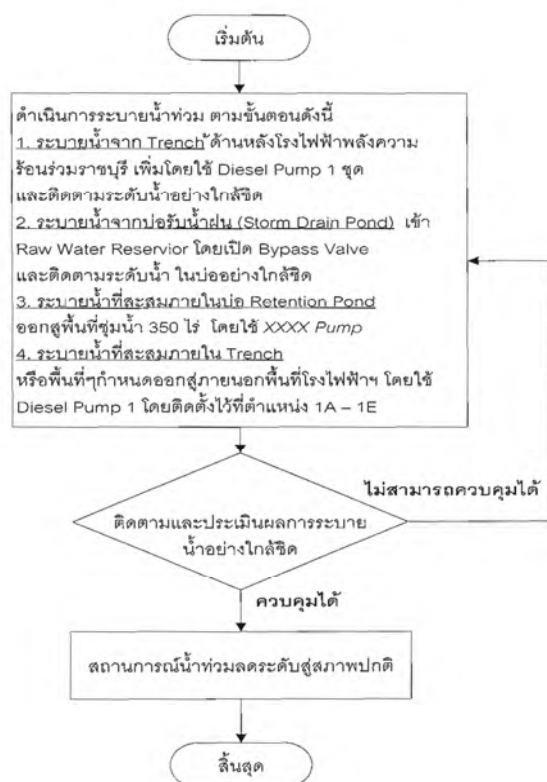 เริ่มต้น
ดำเนินการระบายน้ำท่วม ตามขั้นตอนดังนี้
1. ระบายน้ำจาก Trench ด้านหลังโรงไฟฟ้าพลังความ
ร้อนร่วมราชบุรี เพิ่มโดยใช้ Diesel Pump 1 ชุด
และติดตามระดับน้ำอย่างใกล้ชิด
2. ระบายน้ำจากบ่อรับน้ำฝน (Storm Drain Pond) เข้า
Raw Water Reservior โดยเปิด Bypass Valve
และติดตามระดับน้ำ ในบ่ออย่างใกล้ชิด
3. ระบายน้ำที่สะสมภายในบ่อ Retention Pond
ออกสู่พื้นที่ชุ่มน้ำ 350 ไร่ โดยใช้ XXXX Pump
4. ระบายน้ำที่สะสมภายใน Trench
หรือพื้นที่ๆกำหนดออกสู่ภายนอกพื้นที่โรงไฟฟ้าฯ โดยใช้
Diesel Pump 1 โดยติดตั้งไว้ที่ตำแหน่ง 1A – 1E
ไม่สามารถควบคุมได้
ติดตามและประเมินผลการระบาย
น้ำอย่างใกล้ชิด
ควบคุมได้
สถานการณ์น้ำท่วมลดระดับสู่สภาพปกติ
สิ้นสุด